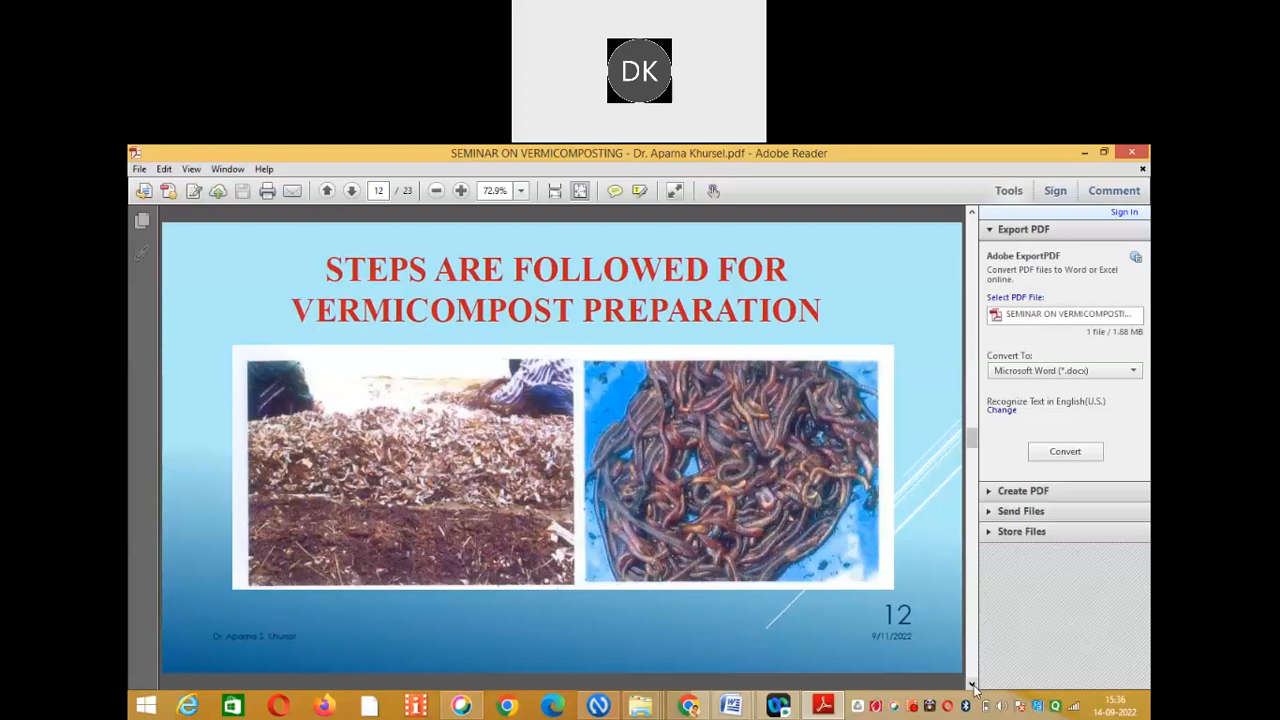 DK
SEMINAR ON VERMICOMPOSTING - Dr. Aparna Khursel.pdf - Adobe Reader
File Edit View Window Help
12 / 23 72.9% Tools Sign Comment
Sign In
Export PDF
Adobe ExportPDF
Convert PDF files to Word or Excel
online.
Select PDF File:
SEMINAR ON VERMICOMPOSTI...
1 file / 1.88 MB
Convert To:
Microsoft Word (*.docx)
Recognize Text in English(U.S.)
Change
Convert
Create PDF
Send Files
Store Files
STEPS ARE FOLLOWED FOR
VERMICOMPOST PREPARATION
12
Dr. Aparna S. Khursel
9/11/2022
15:36
14-09-2022